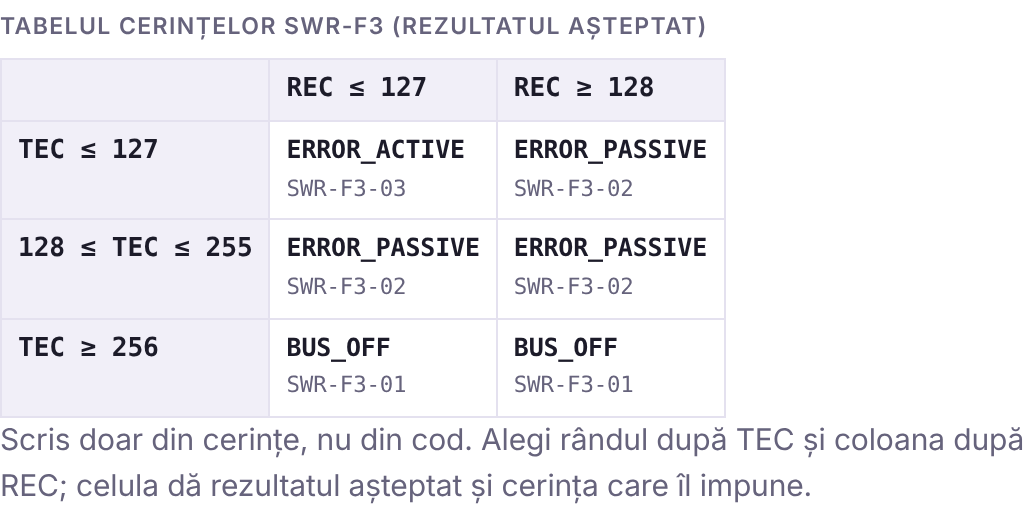 TABELUL CERINȚELOR SWR-F3 (REZULTATUL AȘTEPTAT)
REC ≤ 127 REC ≥ 128
TEC ≤ 127 ERROR_ACTIVE ERROR_PASSIVE
SWR-F3-03 SWR-F3-02
128 ≤ TEC ≤ 255 ERROR_PASSIVE ERROR_PASSIVE
SWR-F3-02 SWR-F3-02
TEC ≥ 256 BUS_OFF BUS_OFF
SWR-F3-01 SWR-F3-01
Scris doar din cerințe, nu din cod. Alegi rândul după TEC și coloana după
REC; celula dă rezultatul așteptat și cerința care îl impune.